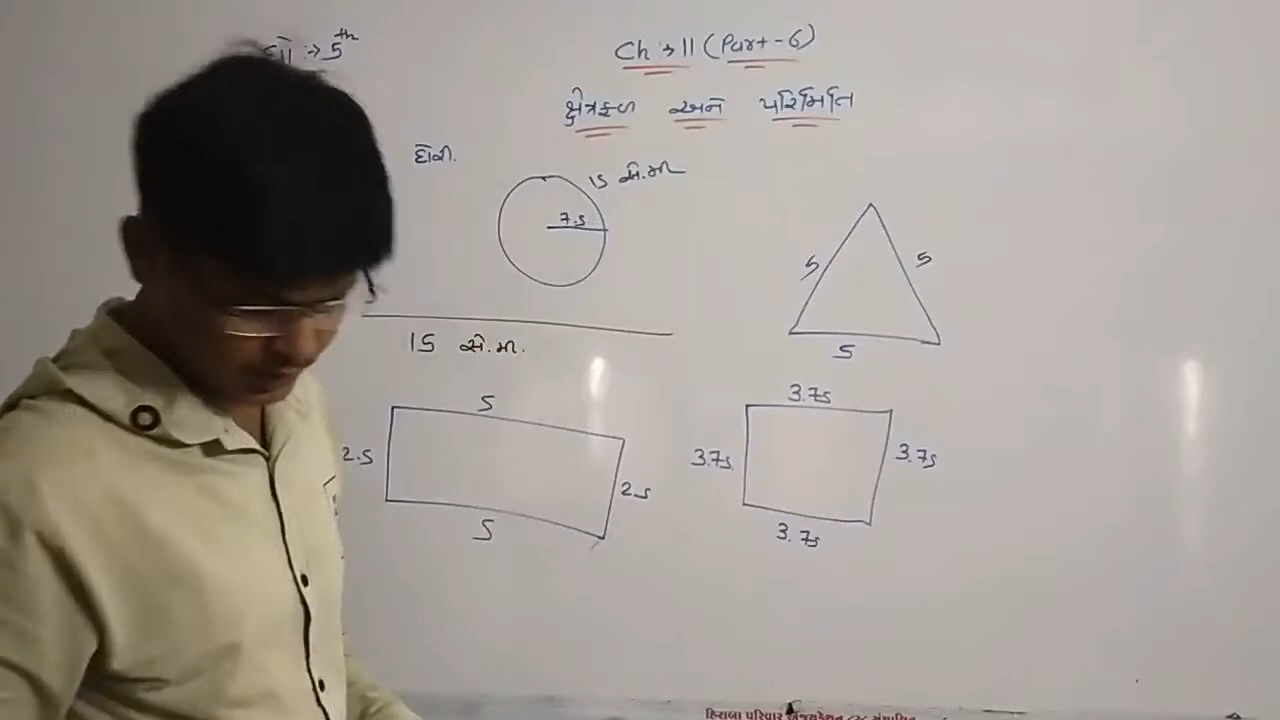 5th
Ch :→ 11 (Part - 6)
ક્ષેત્રફળ અને પરિમિતિ
દોરી.
15 સે.મી
7.5
5
5
5
15 સે.મી.
5
2.5
2.5
5
3.75
3.75
3.75
3.75
હિરાબા પરિવાર